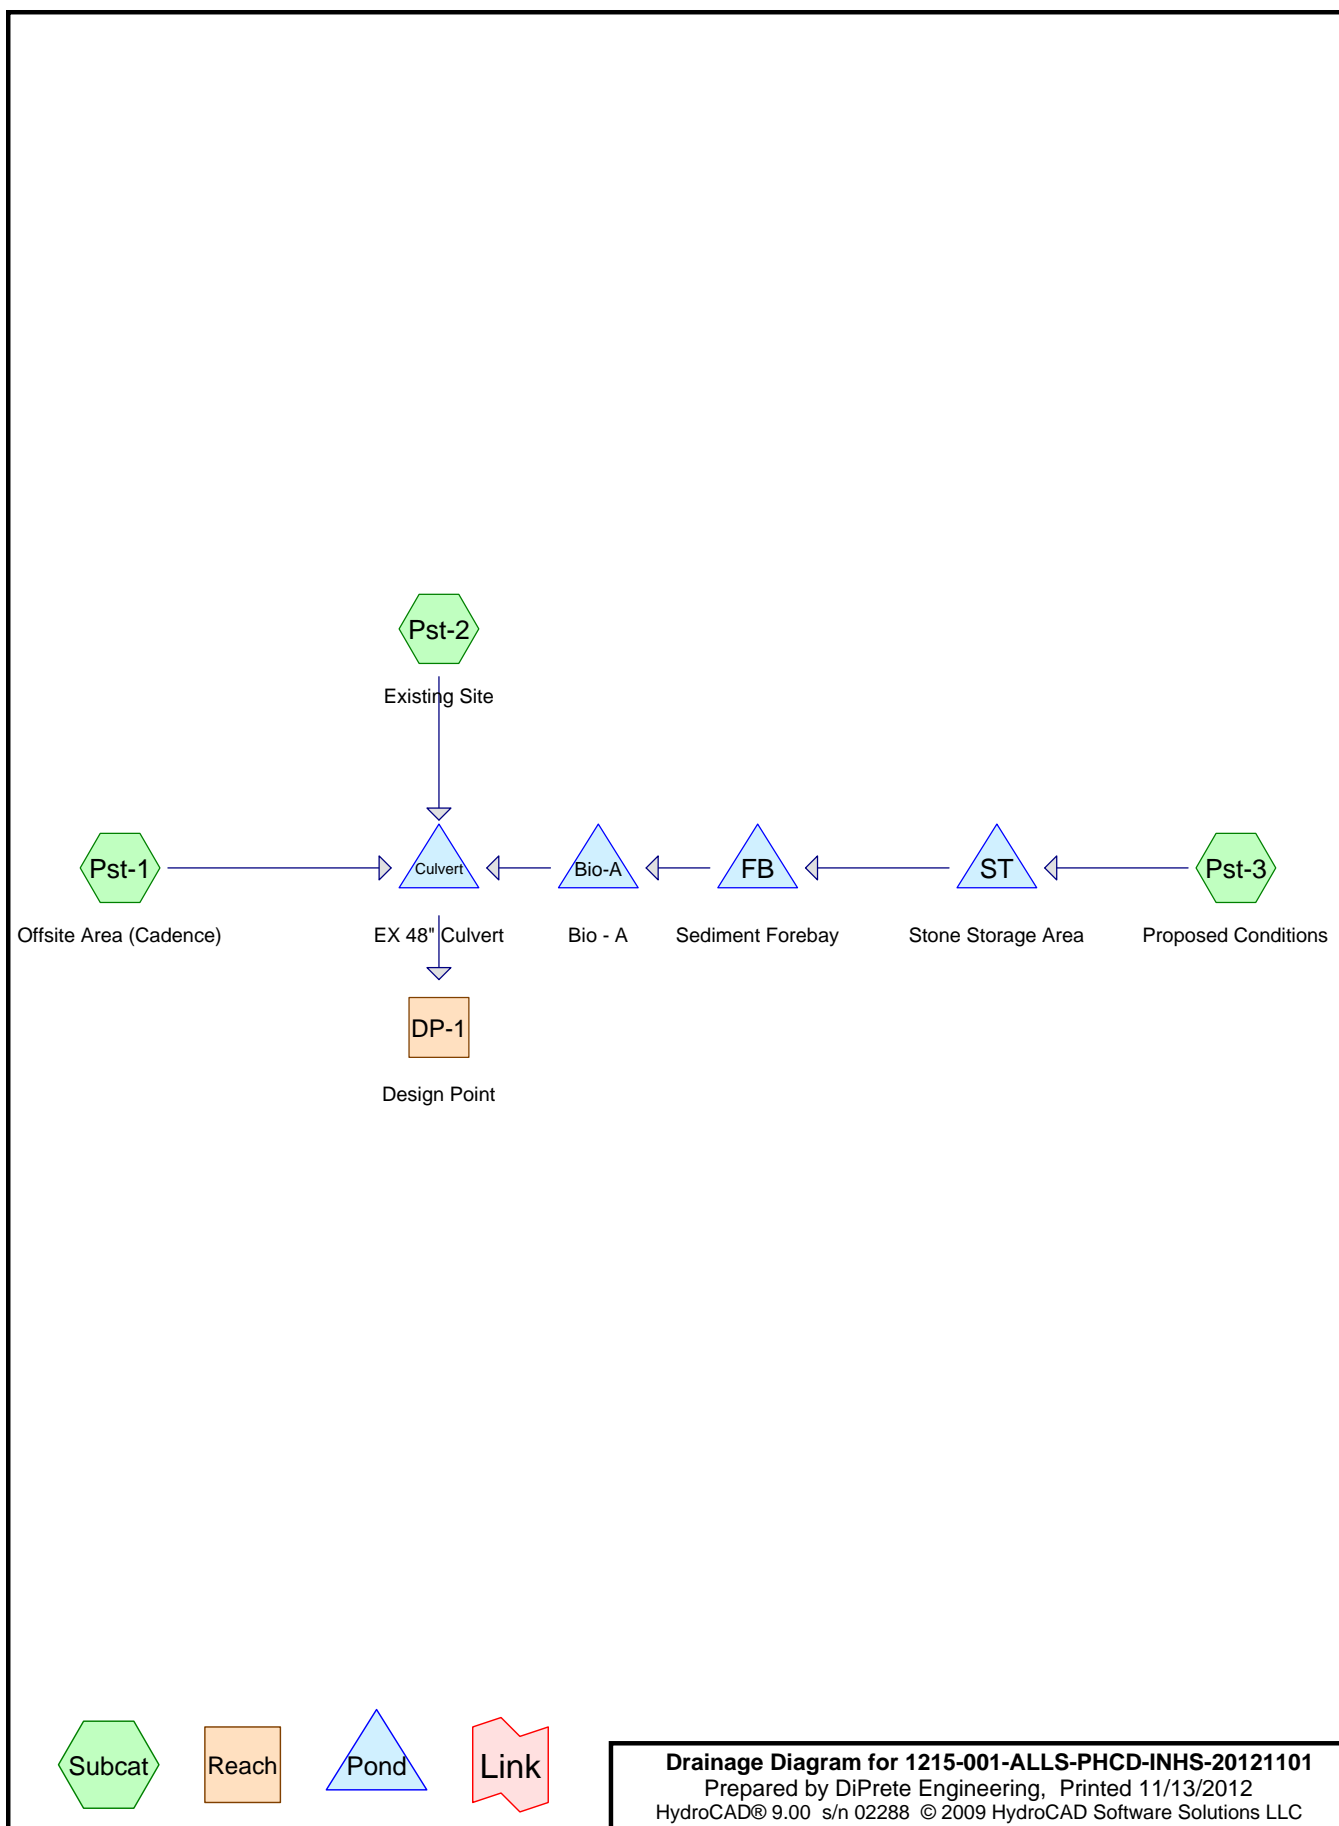 Pst-2
Existing Site
Pst-1
Culvert
Bio-A
FB
ST
Pst-3
Offsite Area (Cadence)
EX 48" Culvert
Bio - A
Sediment Forebay
Stone Storage Area
Proposed Conditions
DP-1
Design Point
Subcat
Reach
Pond
Link
Drainage Diagram for 1215-001-ALLS-PHCD-INHS-20121101
Prepared by DiPrete Engineering, Printed 11/13/2012
HydroCAD® 9.00 s/n 02288 © 2009 HydroCAD Software Solutions LLC